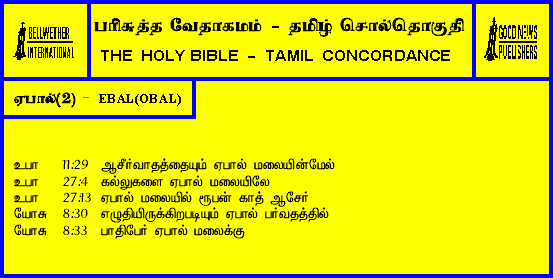 BELLWETHER
INTERNATIONAL
பரிசுத்த வேதாகமம் - தமிழ் சொல்தொகுதி
THE HOLY BIBLE - TAMIL CONCORDANCE
GOOD NEWS
PUBLISHERS
ஏபால்(2) - EBAL(OBAL)
உபா 11:29 ஆசீர்வாதத்தையும் ஏபால் மலையின்மேல்
உபா 27:4 கல்லுகளை ஏபால் மலையிலே
உபா 27:13 ஏபால் மலையில் ரூபன் காத் ஆசேர்
யோசு 8:30 எழுதியிருக்கிறபடியும் ஏபால் பர்வதத்தில்
யோசு 8:33 பாதிபேர் ஏபால் மலைக்கு